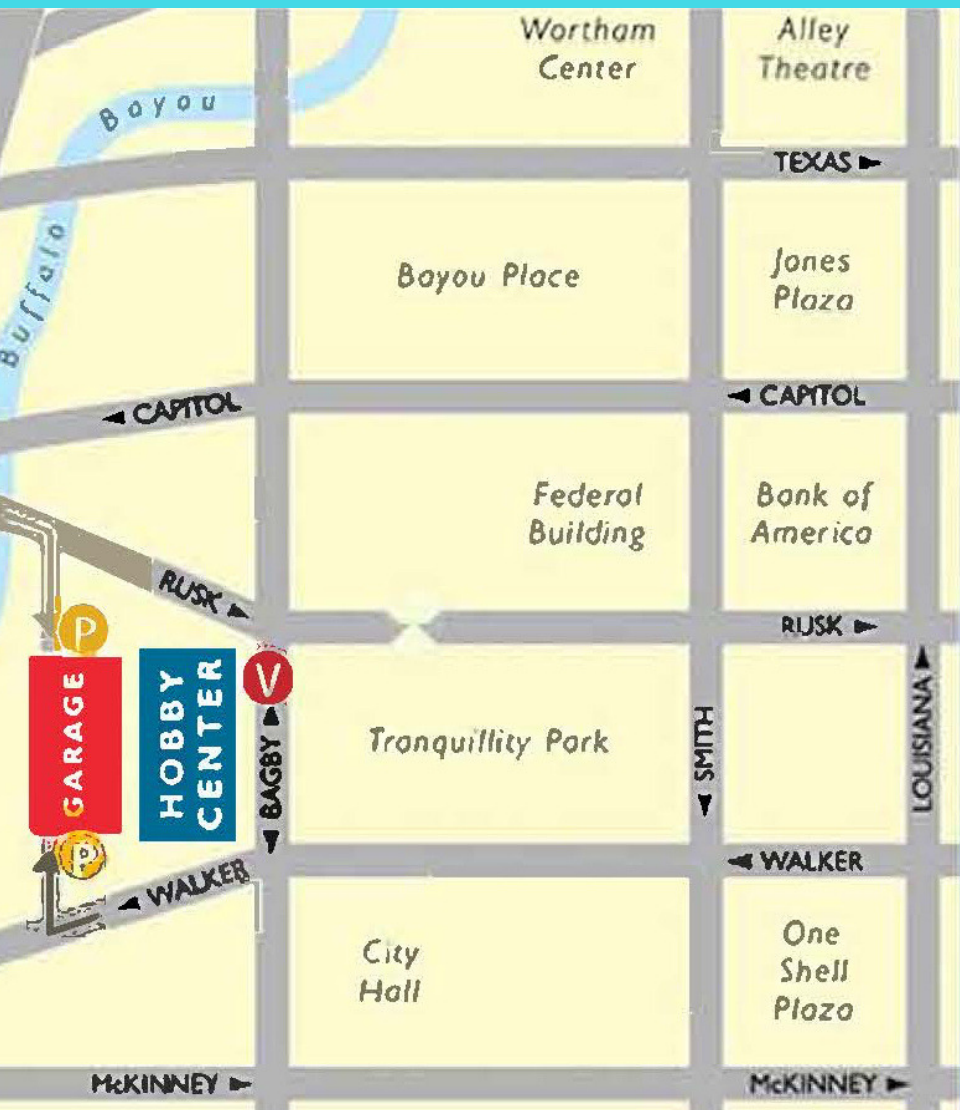 Wortham
Center
Alley
Theatre
Bayou
Buffalo
TEXAS ►
Bayou Place
Jones
Plaza
◄ CAPITOL
◄ CAPITOL
Federal
Building
Bank of
America
RUSK ►
RUSK ►
P
GARAGE
P
HOBBY
CENTER
V
◄ BAGBY ►
Tranquillity Park
◄ SMITH
LOUISIANA ►
◄ WALKER
◄ WALKER
City
Hall
One
Shell
Plaza
McKINNEY ►
McKINNEY ►